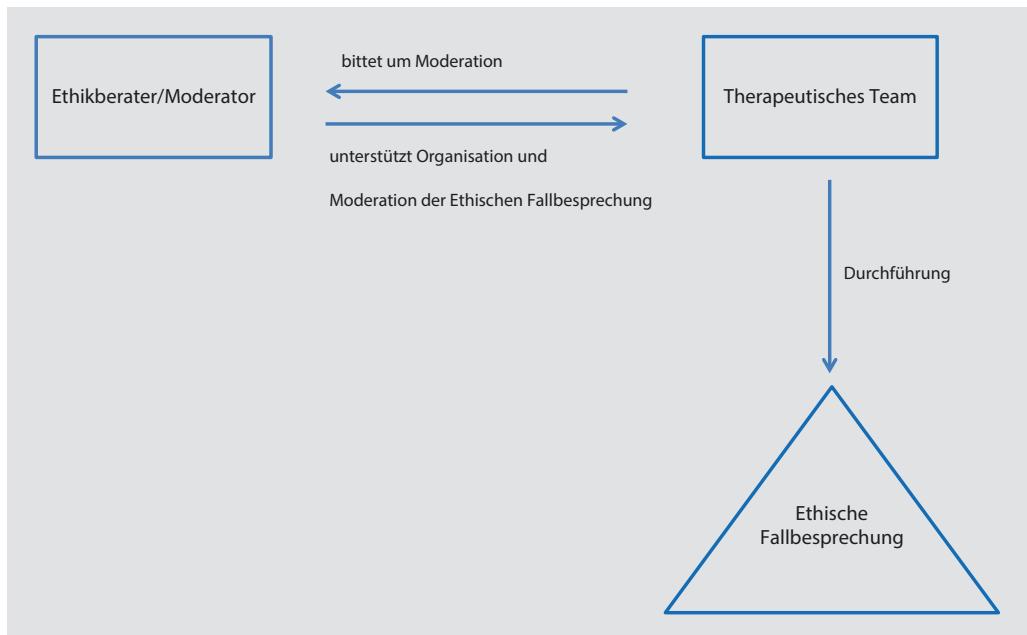 bittet um Moderation
Ethikberater/Moderator
Therapeutisches Team
unterstützt Organisation und
Moderation der Ethischen Fallbesprechung
Durchführung
Ethische
Fallbesprechung